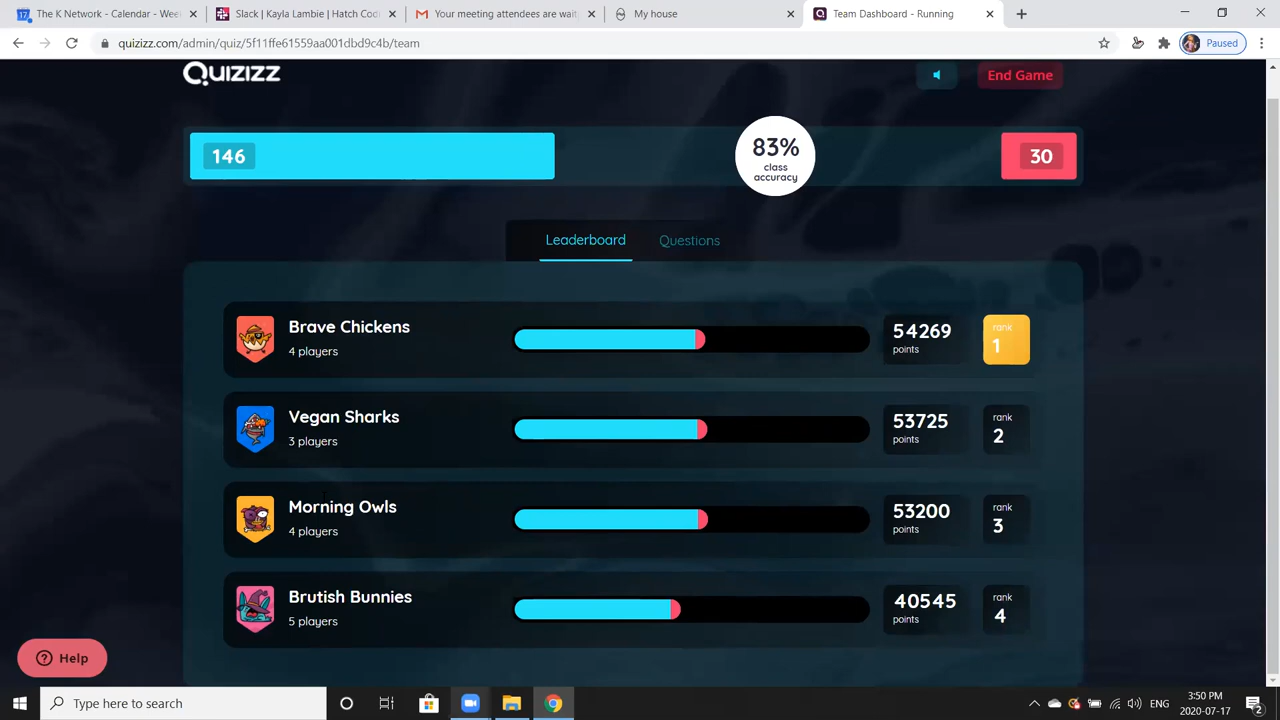 The K Network - Calendar - Wee
Slack | Kayla Lambie | Hatch Codi
Your meeting attendees are wait
My house
Team Dashboard - Running
quizizz.com/admin/quiz/5f11ffe61559aa001dbd9c4b/team
Paused
QUIZIZZ
End Game
146
83%
class
accuracy
30
Leaderboard
Questions
Brave Chickens
4 players
54269
points
rank
1
Vegan Sharks
3 players
53725
points
rank
2
Morning Owls
4 players
53200
points
rank
3
Brutish Bunnies
5 players
40545
points
rank
4
Help
Type here to search
ENG
3:50 PM
2020-07-17
2